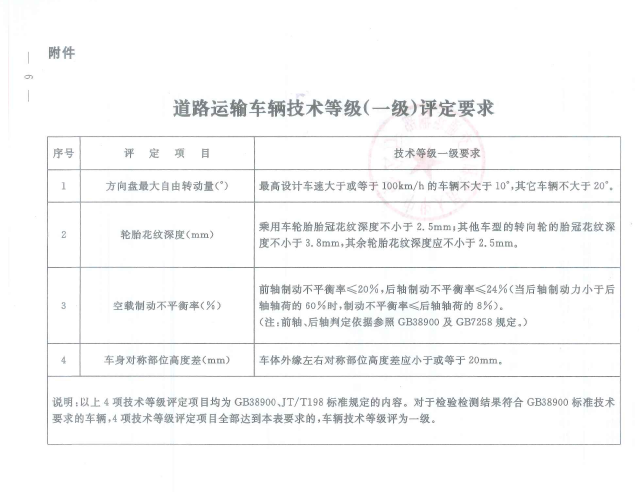 附件
— 9 —
道路运输车辆技术等级(一级)评定要求
序号 评 定 项 目 技术等级一级要求
1 方向盘最大自由转动量(°) 最高设计车速大于或等于100km/h的车辆不大于10°,其它车辆不大于20°。
2 轮胎花纹深度(mm) 乘用车轮胎胎冠花纹深度不小于2.5mm;其他车型的转向轮的胎冠花纹深
度不小于3.8mm,其余轮胎花纹深度应不小于2.5mm。
3 空载制动不平衡率(%) 前轴制动不平衡率≤20%,后轴制动不平衡率≤24%(当后轴制动力小于后
轴轴荷的60%时,制动不平衡率≤后轴轴荷的8%)。
(注:前轴、后轴判定依据参照GB38900及GB7258规定。)
4 车身对称部位高度差(mm) 车体外缘左右对称部位高度差应小于或等于20mm。
说明:以上4项技术等级评定项目均为GB38900、JT/T198标准规定的内容。对于检验检测结果符合GB38900标准技术
要求的车辆,4项技术等级评定项目全部达到本表要求的,车辆技术等级评为一级。